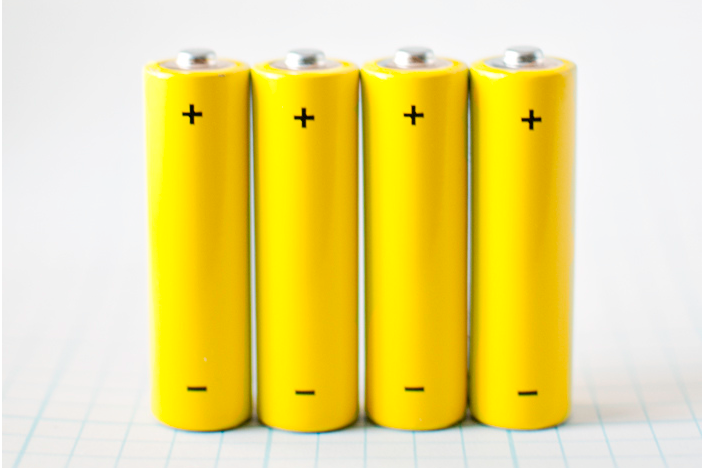 + + + +
− − − −